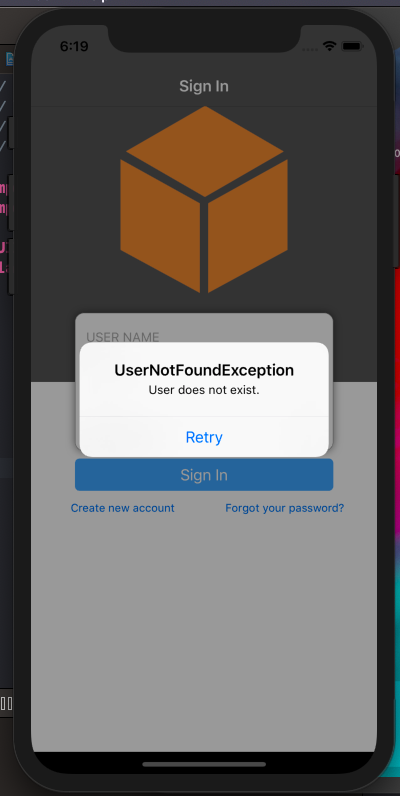 6:19
Sign In
USER NAME
UserNotFoundException
User does not exist.
Retry
Sign In
Create new account
Forgot your password?